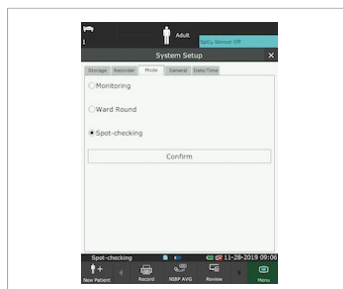 1
Adult
SpO₂ Sensor Off
System Setup
×
Storage Recorder Mode General Date/Time
Monitoring
Ward Round
Spot-checking
Confirm
Spot-checking 11-28-2019 09:06
New Patient Record NIBP AVG Review Menu